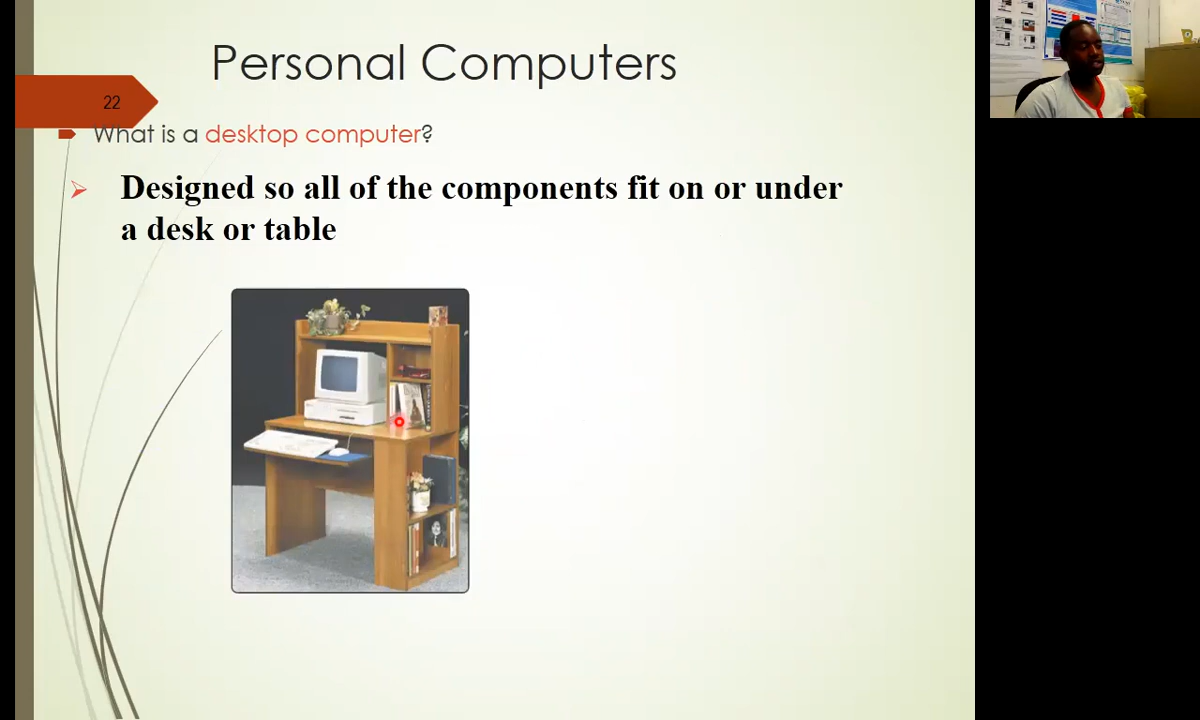 Personal Computers
22
What is a desktop computer?
Designed so all of the components fit on or under
a desk or table